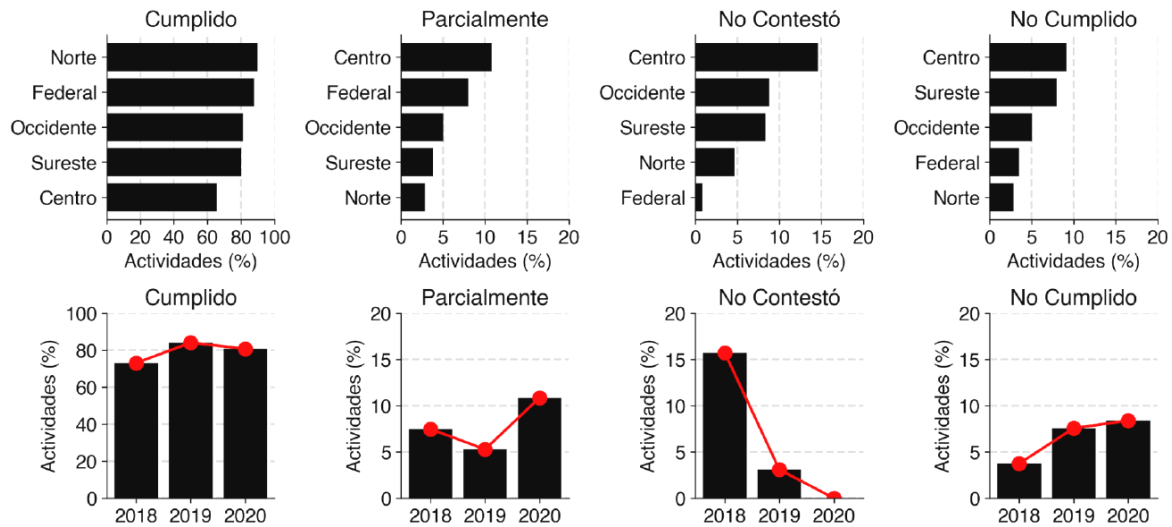 Cumplido
Norte
Federal
Occidente
Sureste
Centro
0 20 40 60 80 100
Actividades (%)
Parcialmente
Centro
Federal
Occidente
Sureste
Norte
0 5 10 15 20
Actividades (%)
No Contestó
Centro
Occidente
Sureste
Norte
Federal
0 5 10 15 20
Actividades (%)
No Cumplido
Centro
Sureste
Occidente
Federal
Norte
0 5 10 15 20
Actividades (%)
Cumplido
Actividades (%)
100
80
60
40
20
0
2018 2019 2020
Parcialmente
Actividades (%)
20
15
10
5
0
2018 2019 2020
No Contestó
Actividades (%)
20
15
10
5
0
2018 2019 2020
No Cumplido
Actividades (%)
20
15
10
5
0
2018 2019 2020